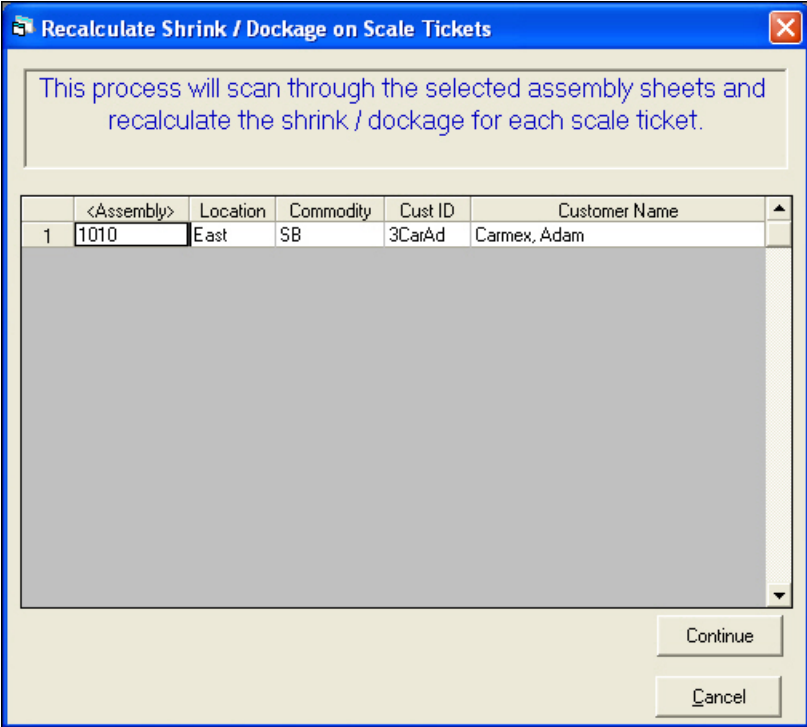 Recalculate Shrink / Dockage on Scale Tickets
This process will scan through the selected assembly sheets and
recalculate the shrink / dockage for each scale ticket.
<Assembly> Location Commodity Cust ID Customer Name
1 1010 East SB 3CarAd Carmex, Adam
Continue
Cancel